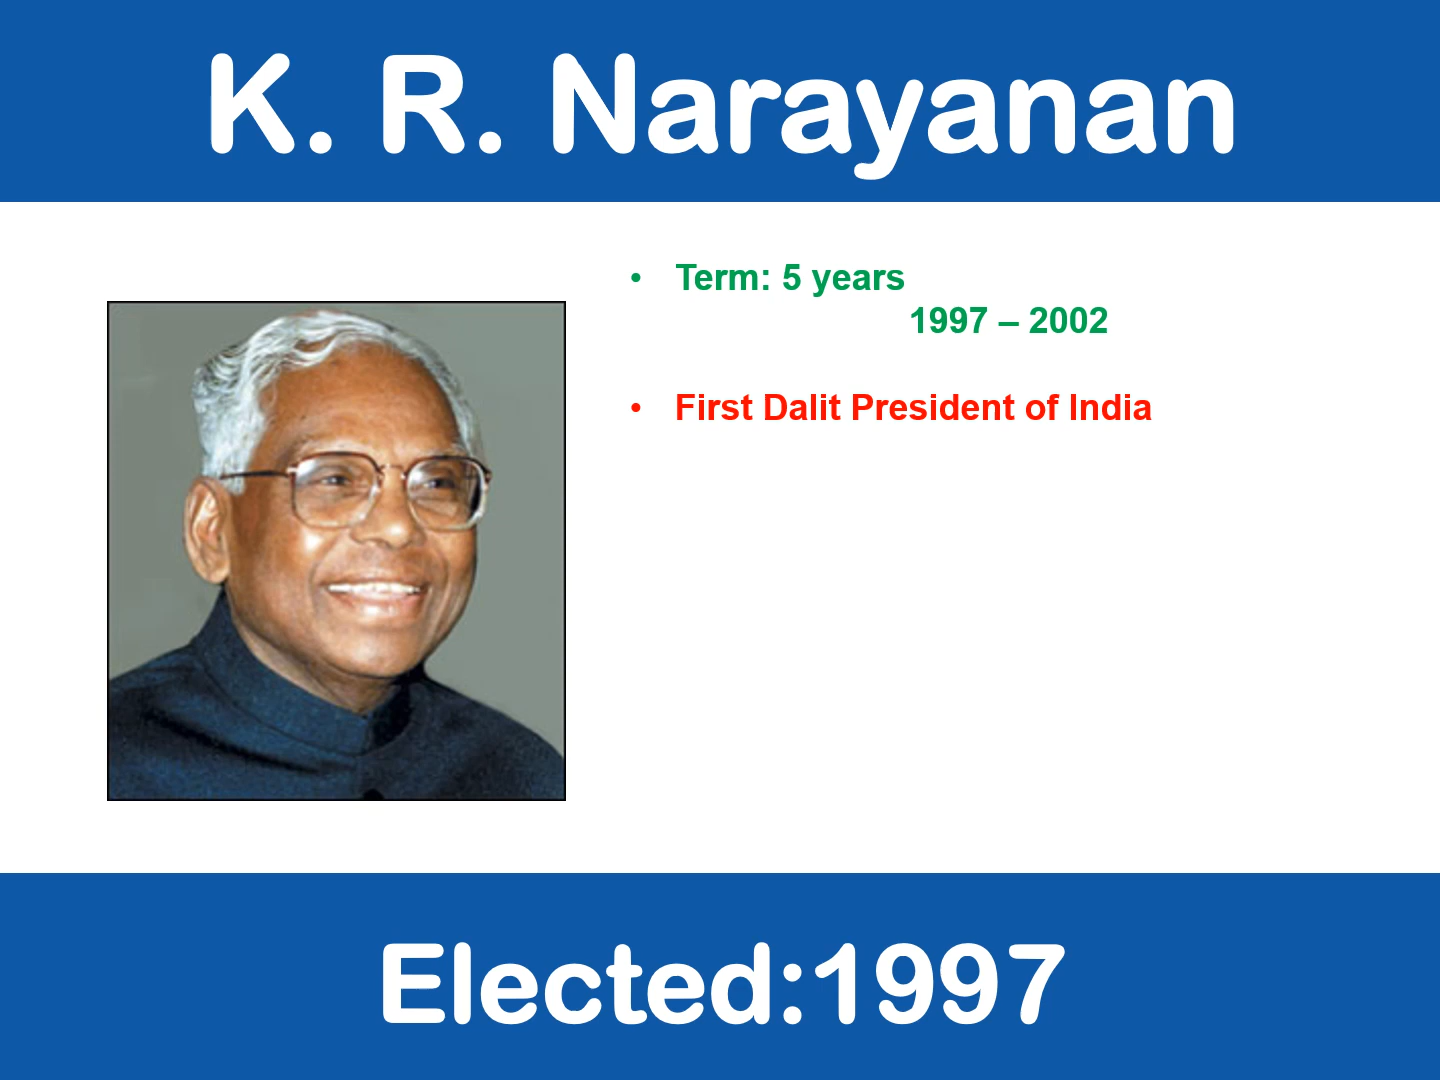 K. R. Narayanan
• Term: 5 years
1997 – 2002
• First Dalit President of India
Elected:1997